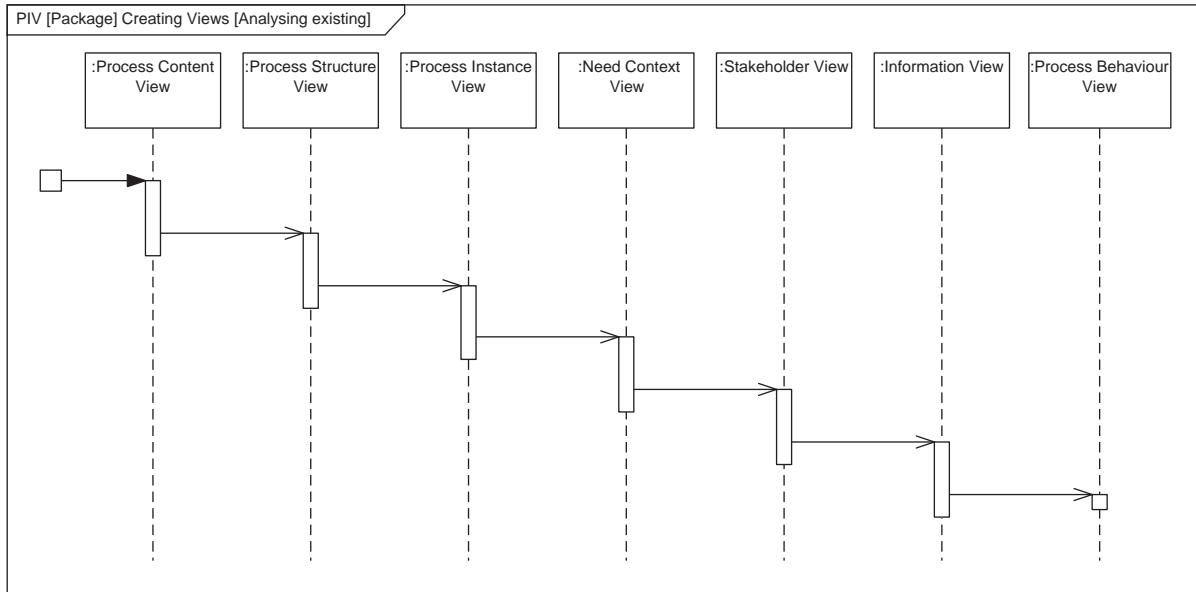 PIV [Package] Creating Views [Analysing existing]
:Process Content
View
:Process Structure
View
:Process Instance
View
:Need Context
View
:Stakeholder View
:Information View
:Process Behaviour
View